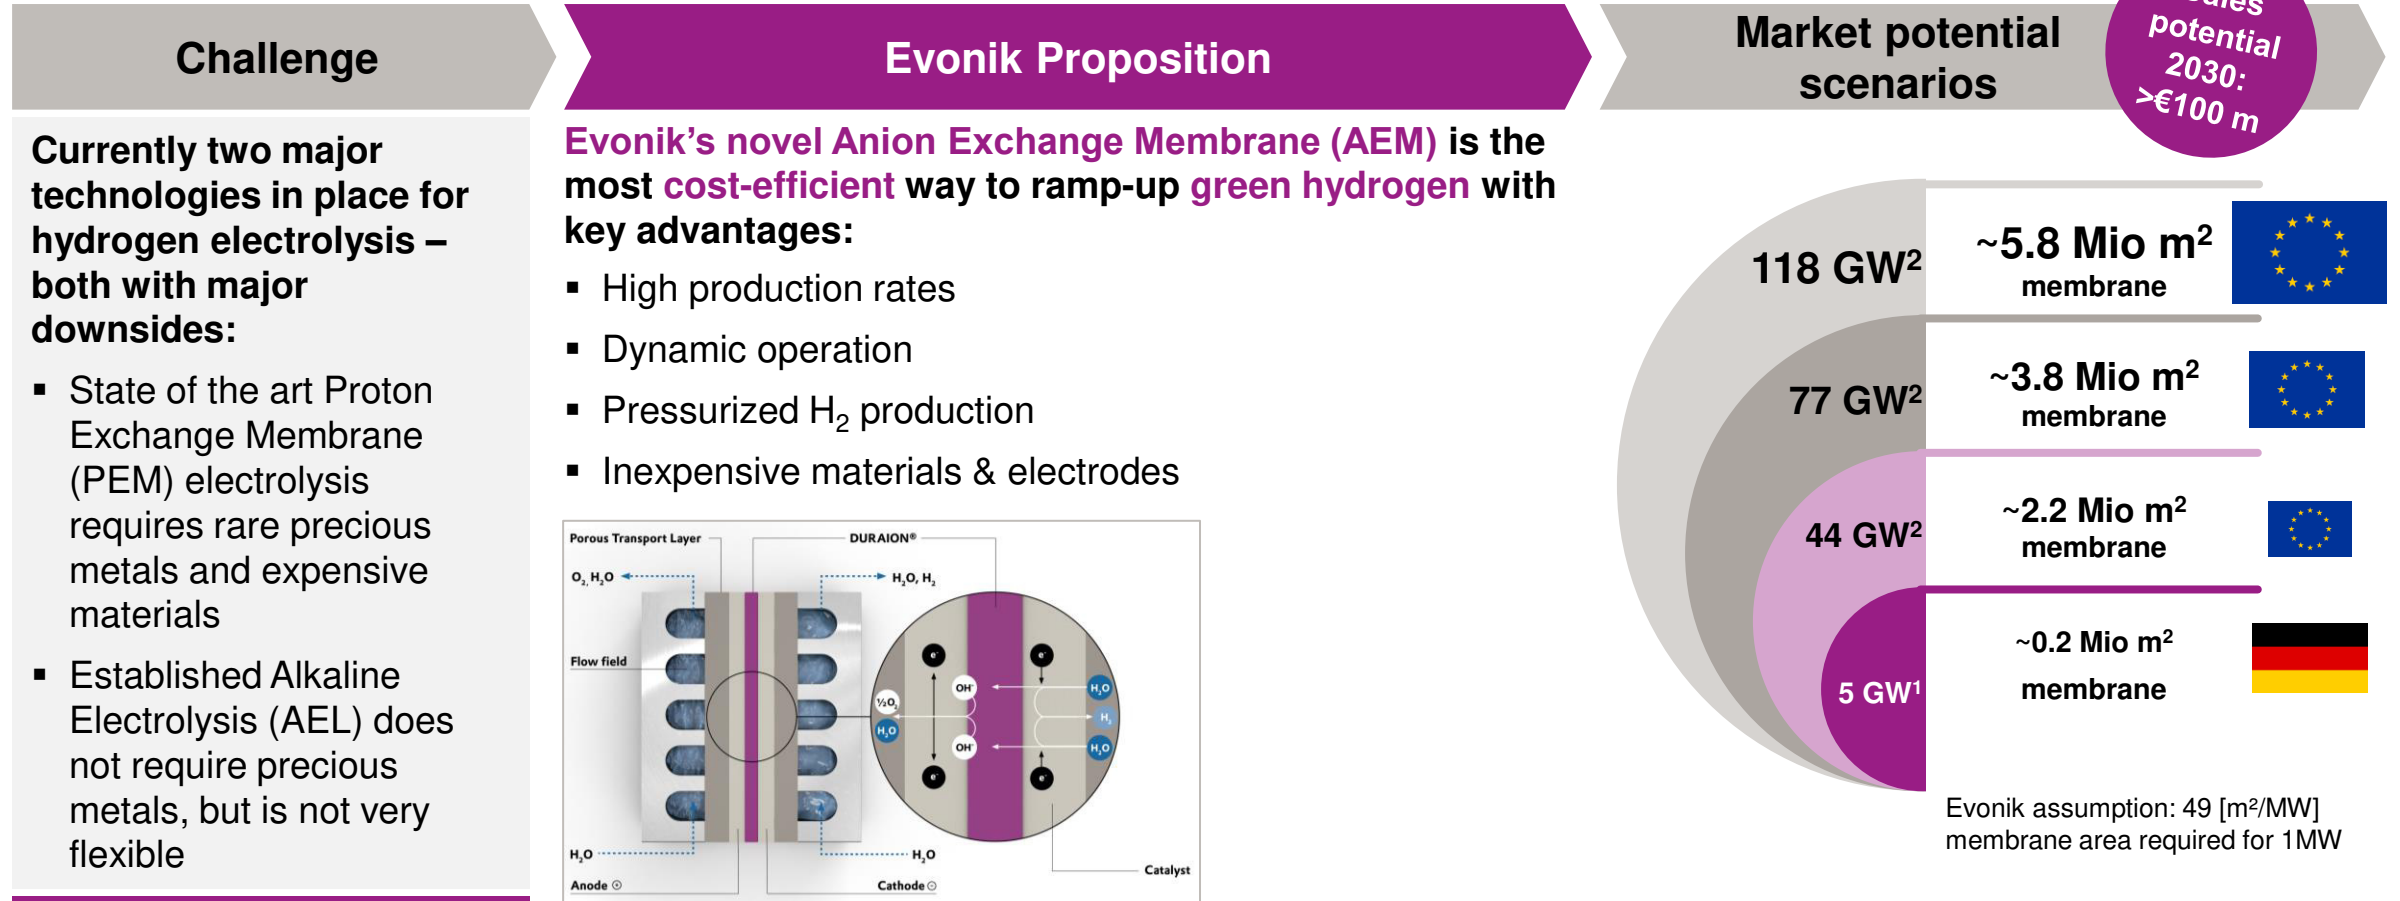 Challenge
Evonik Proposition
Market potential
scenarios
potential
2030:
>€100 m
Currently two major
technologies in place for
hydrogen electrolysis –
both with major
downsides:
▪ State of the art Proton
Exchange Membrane
(PEM) electrolysis
requires rare precious
metals and expensive
materials
▪ Established Alkaline
Electrolysis (AEL) does
not require precious
metals, but is not very
flexible
Evonik’s novel Anion Exchange Membrane (AEM) is the
most cost-efficient way to ramp-up green hydrogen with
key advantages:
▪ High production rates
▪ Dynamic operation
▪ Pressurized H₂ production
▪ Inexpensive materials & electrodes
Porous Transport Layer
DURAION®
O₂, H₂O
H₂O, H₂
Flow field
e⁻
e⁻
OH⁻
H₂O
½O₂
H₂
H₂O
OH⁻
H₂O
e⁻
e⁻
H₂O
H₂O
Catalyst
Anode ⊕
Cathode ⊖
118 GW²
~5.8 Mio m²
membrane
77 GW²
~3.8 Mio m²
membrane
44 GW²
~2.2 Mio m²
membrane
5 GW¹
~0.2 Mio m²
membrane
Evonik assumption: 49 [m²/MW]
membrane area required for 1MW